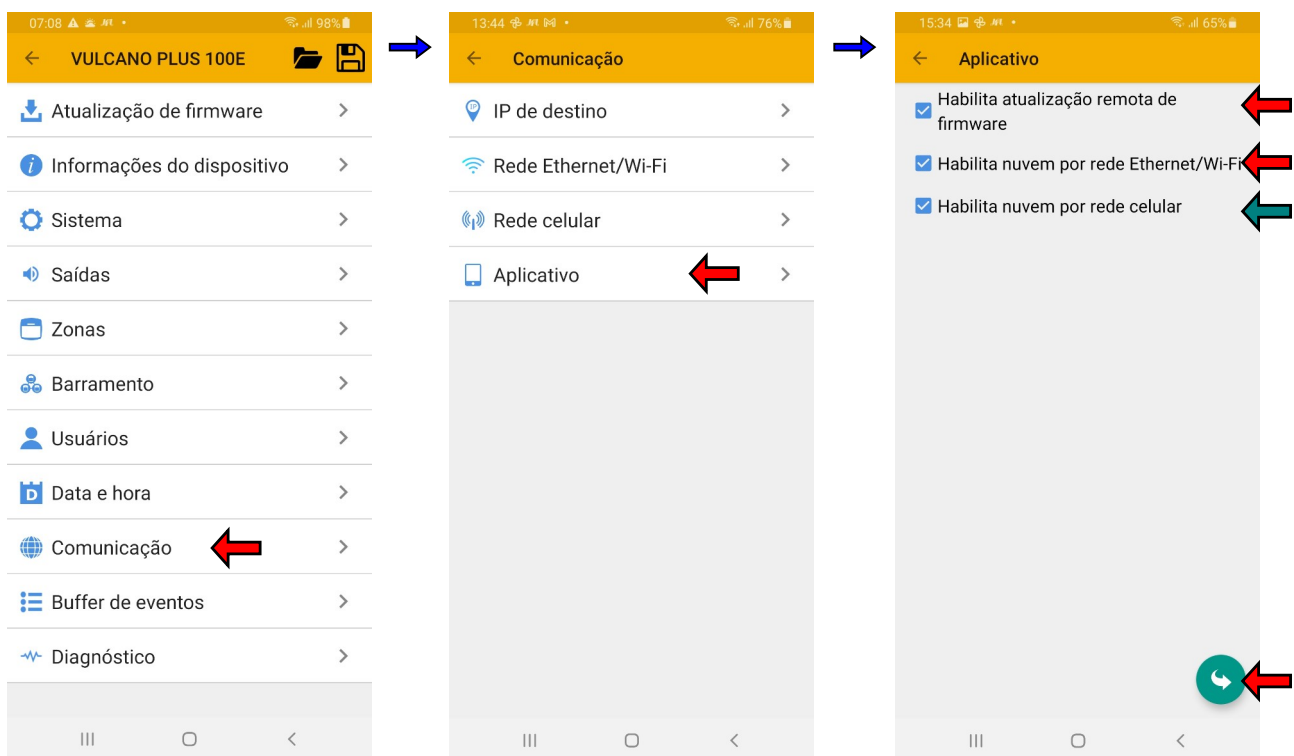 07:08
98%
VULCANO PLUS 100E
Atualização de firmware
Informações do dispositivo
Sistema
Saídas
Zonas
Barramento
Usuários
Data e hora
Comunicação
Buffer de eventos
Diagnóstico
13:44
76%
Comunicação
IP de destino
Rede Ethernet/Wi-Fi
Rede celular
Aplicativo
15:34
65%
Aplicativo
Habilita atualização remota de
firmware
Habilita nuvem por rede Ethernet/Wi-Fi
Habilita nuvem por rede celular